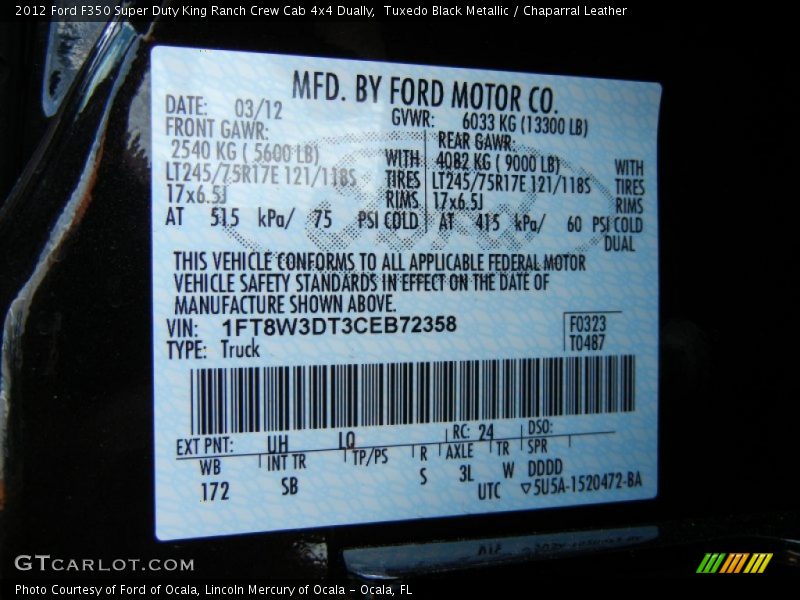 2012 Ford F350 Super Duty King Ranch Crew Cab 4x4 Dually,  Tuxedo Black Metallic / Chaparral Leather
MFD. BY FORD MOTOR CO.
DATE: 03/12 GVWR: 6033 KG (13300 LB)
FRONT GAWR: REAR GAWR:
2540 KG ( 5600 LB) WITH 4082 KG ( 9000 LB) WITH
LT245/75R17E 121/118S TIRES LT245/75R17E 121/118S TIRES
17x6.5J RIMS 17x6.5J RIMS
AT 515 kPa/ 75 PSI COLD AT 415 kPa/ 60 PSI COLD
DUAL
THIS VEHICLE CONFORMS TO ALL APPLICABLE FEDERAL MOTOR
VEHICLE SAFETY STANDARDS IN EFFECT ON THE DATE OF
MANUFACTURE SHOWN ABOVE.
VIN: 1FT8W3DT3CEB72358 F0323
TYPE: Truck T0487
EXT PNT: UH LQ RC: 24 DSO:
WB INT TR TP/PS R AXLE TR SPR
172 SB S 3L W DDDD
UTC ▽5U5A-1520472-BA
GTCARLOT.COM
Photo Courtesy of Ford of Ocala, Lincoln Mercury of Ocala - Ocala, FL